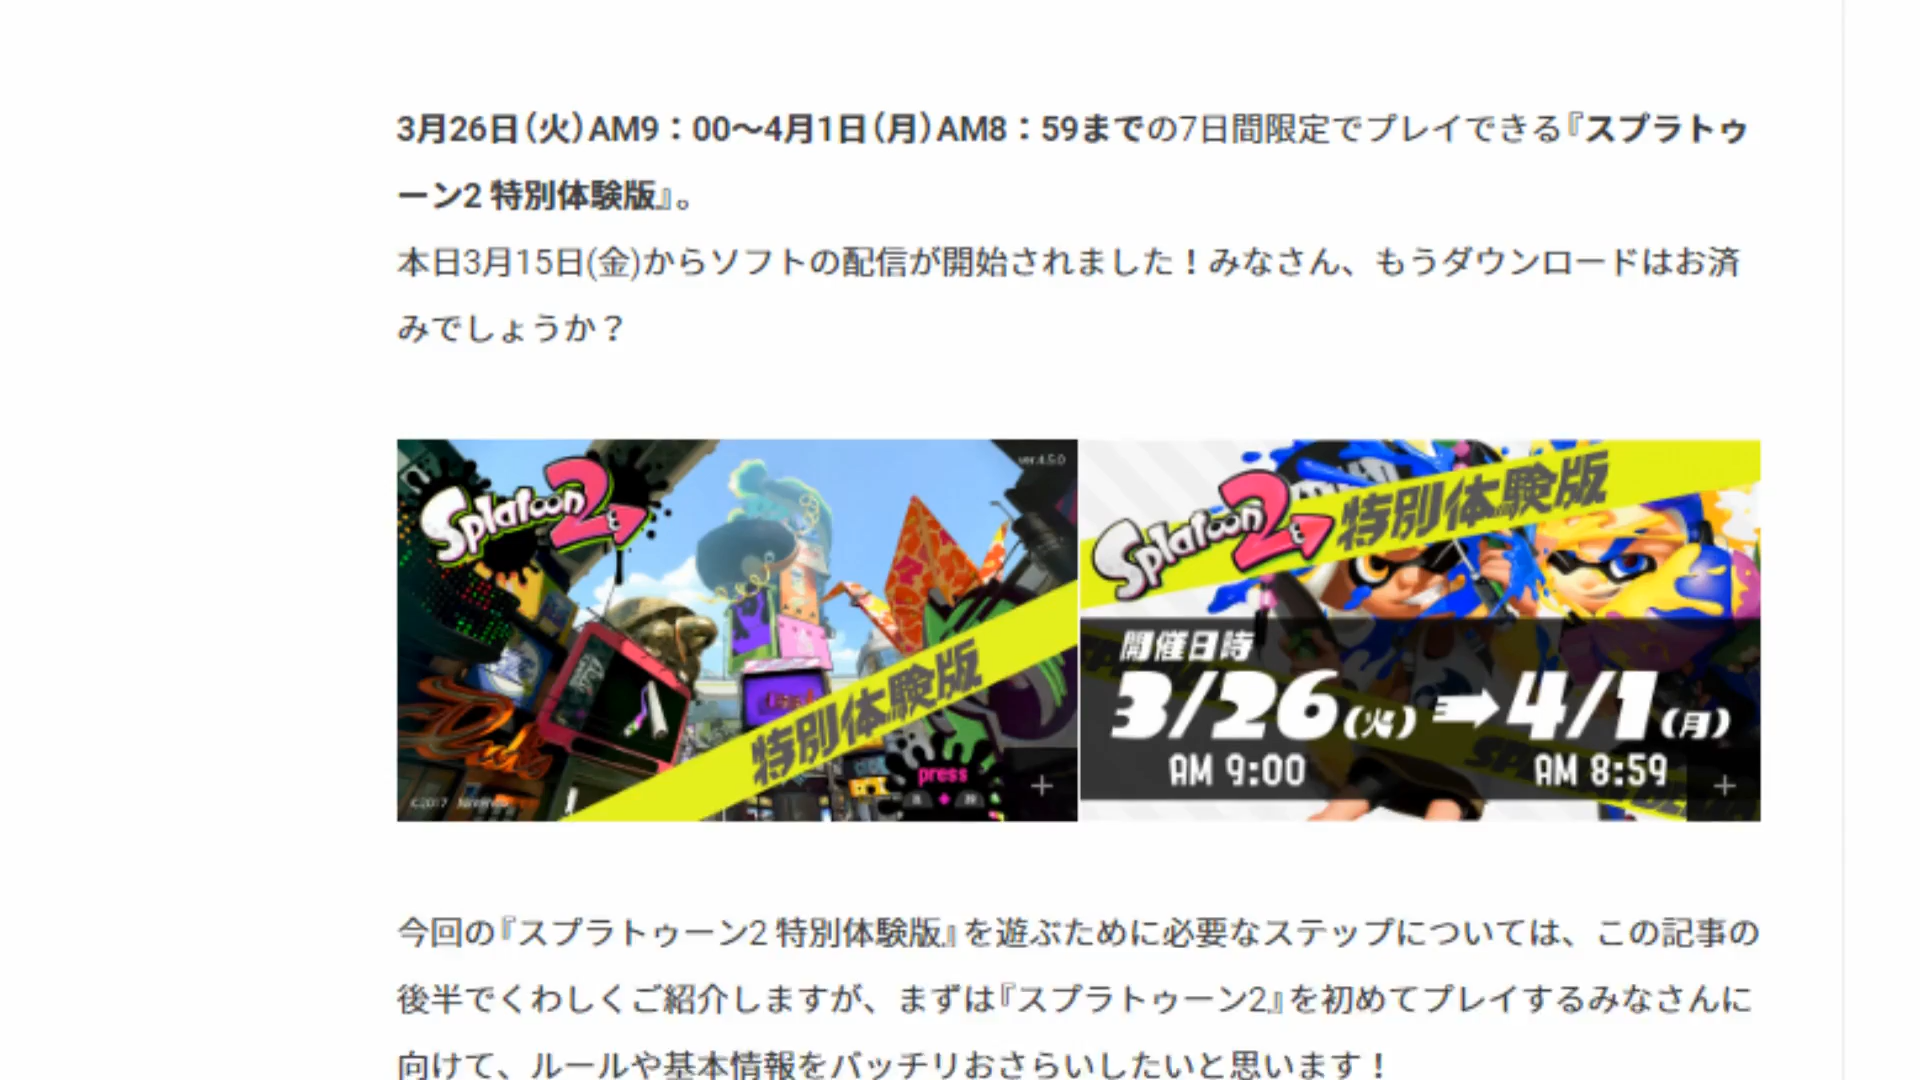 3月26日（火）AM9：00～4月1日（月）AM8：59までの7日間限定でプレイできる『スプラトゥ
ーン2 特別体験版』。
本日3月15日(金)からソフトの配信が開始されました！みなさん、もうダウンロードはお済
みでしょうか？
Splatoon 2
ver.4.5.0
特別体験版
press
©2017 Nintendo
Splatoon 2
特別体験版
開催日時
3/26(火)➡4/1(月)
AM 9:00 AM 8:59
今回の『スプラトゥーン2 特別体験版』を遊ぶために必要なステップについては、この記事の
後半でくわしくご紹介しますが、まずは『スプラトゥーン2』を初めてプレイするみなさんに
向けて、ルールや基本情報をバッチリおさらいしたいと思います！